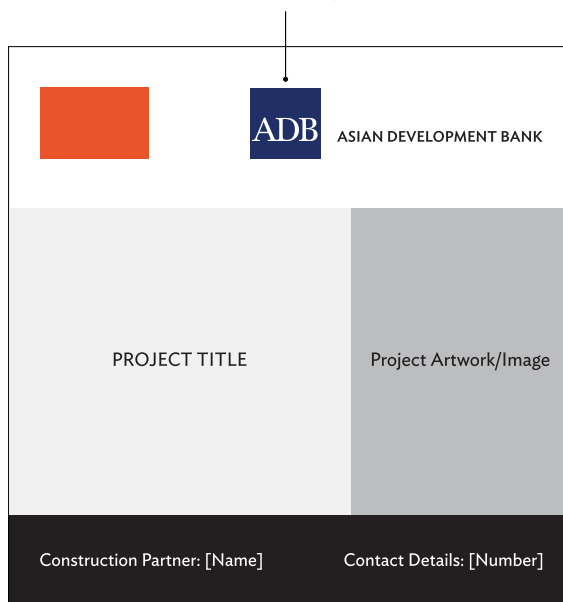 ADB ASIAN DEVELOPMENT BANK
PROJECT TITLE Project Artwork/Image
Construction Partner: [Name] Contact Details: [Number]